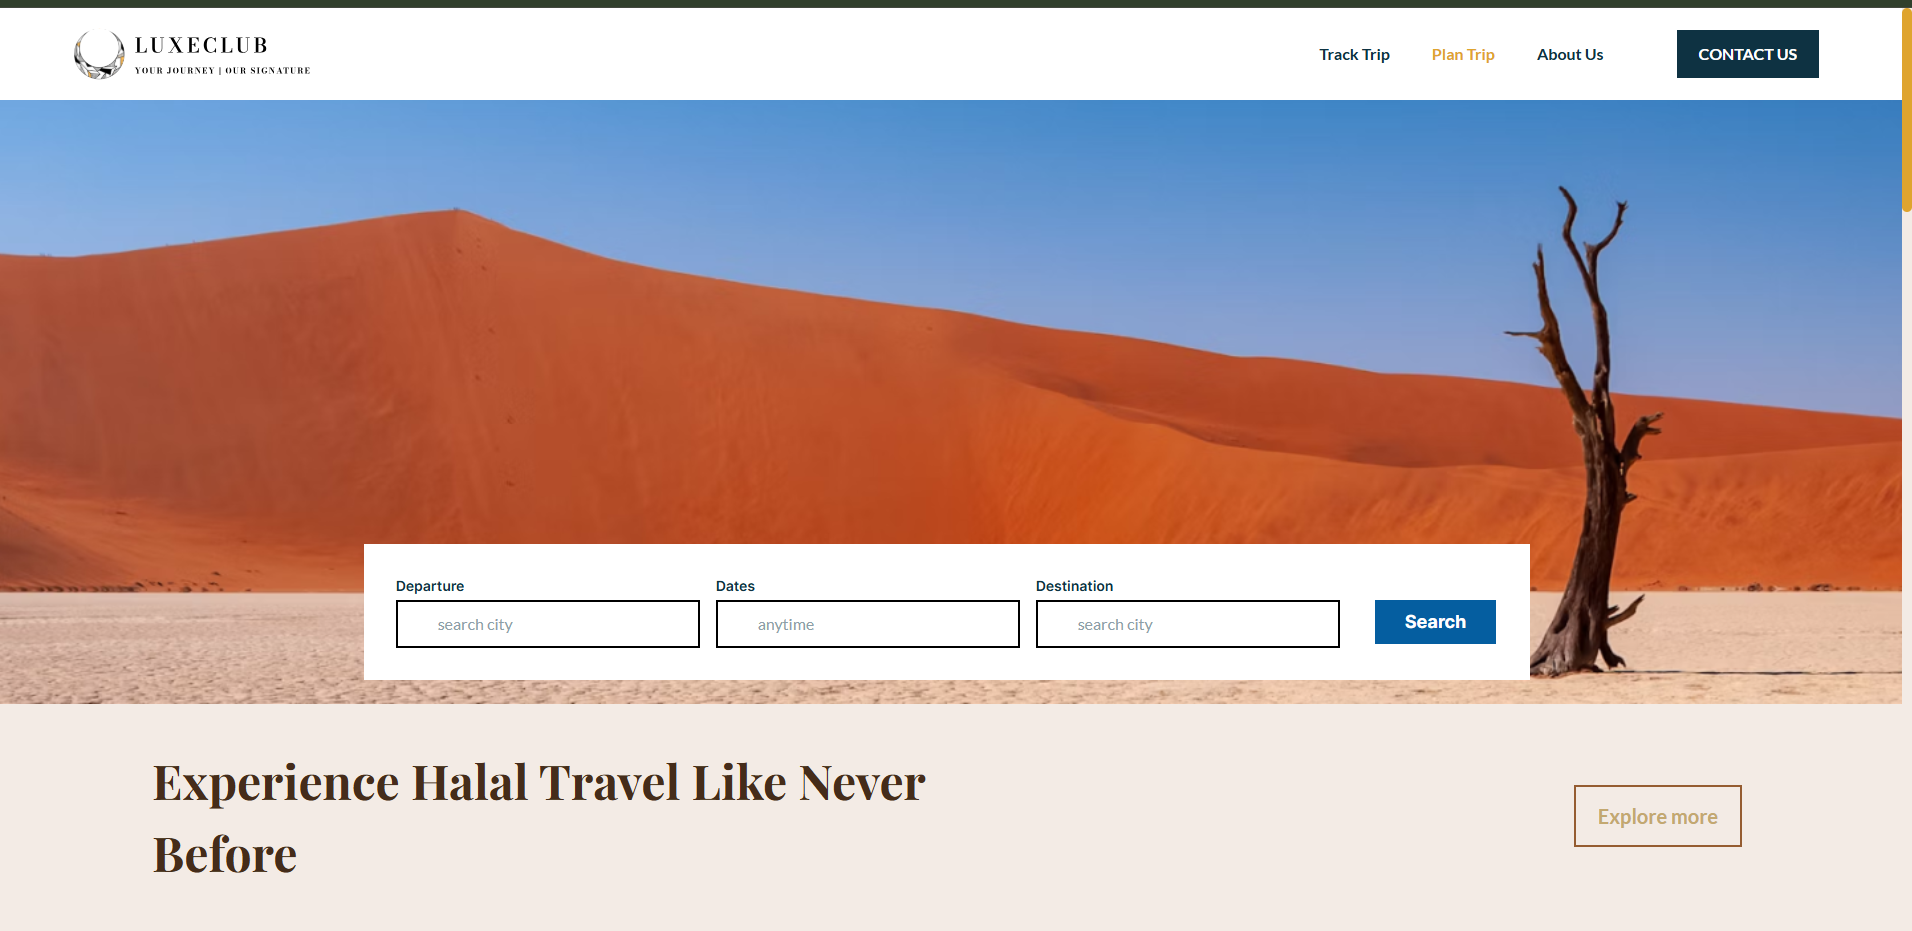 LUXECLUB
YOUR JOURNEY | OUR SIGNATURE
Track Trip
Plan Trip
About Us
CONTACT US
Departure
Dates
Destination
search city
anytime
search city
Search
Experience Halal Travel Like Never
Before
Explore more